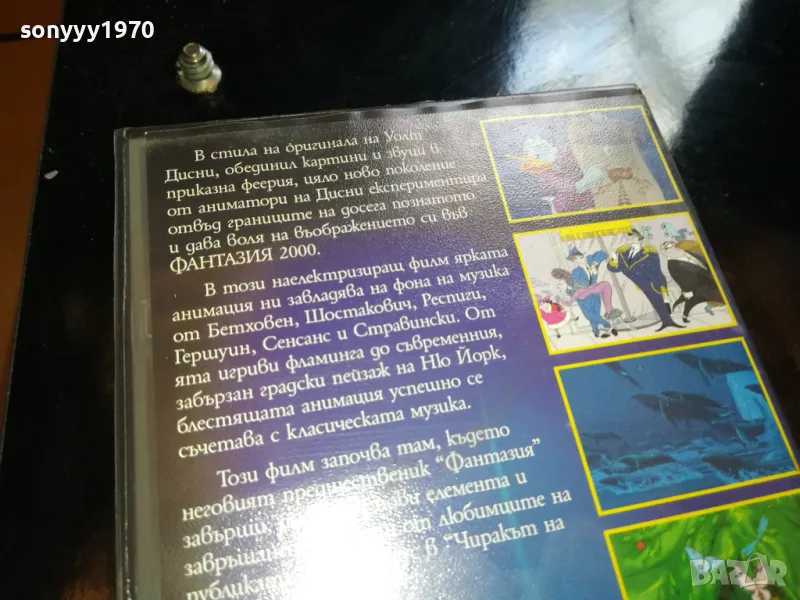 sonyyy1970
В стила на оригинала на Уолт
Дисни, обединил картини и звуци в
приказна феерия, цяло ново поколение
от аниматори на Дисни експериментира
отвъд границите на досега познатото
и дава воля на въображението си във
ФАНТАЗИЯ 2000.
В този наелектризиращ филм ярката
анимация ни завладява на фона на музика
от Бетховен, Шостакович, Респиги,
Гершуин, Сенсанс и Стравински. От
ята игриви фламинга до съвременния,
забързан градски пейзаж на Ню Йорк,
блестящата анимация успешно се
съчетава с класическата музика.
Този филм започва там, където
неговият предшественик "Фантазия"
завърши, елемента и
от любимците на
в "Чиракът на
BAZAR